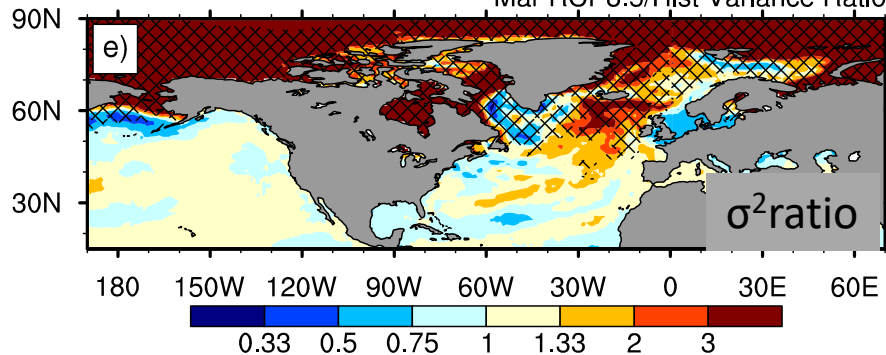 Mar RCP8.5/Hist Variance Ratio
90N
e)
60N
30N
σ²ratio
180 150W 120W 90W 60W 30W 0 30E 60E
0.33 0.5 0.75 1 1.33 2 3